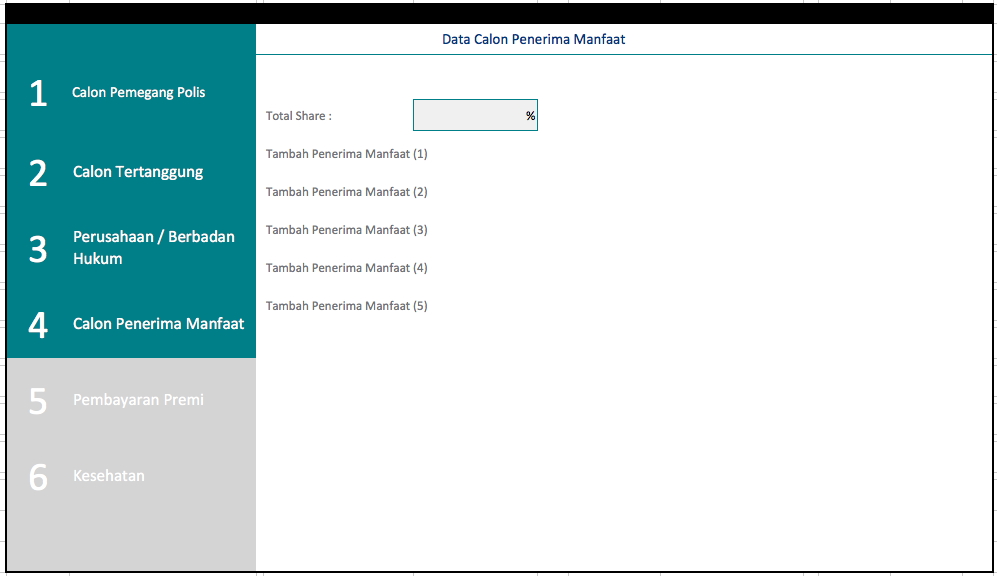 Data Calon Penerima Manfaat
1 Calon Pemegang Polis
2 Calon Tertanggung
3 Perusahaan / Berbadan
Hukum
4 Calon Penerima Manfaat
5 Pembayaran Premi
6 Kesehatan
Total Share : %
Tambah Penerima Manfaat (1)
Tambah Penerima Manfaat (2)
Tambah Penerima Manfaat (3)
Tambah Penerima Manfaat (4)
Tambah Penerima Manfaat (5)